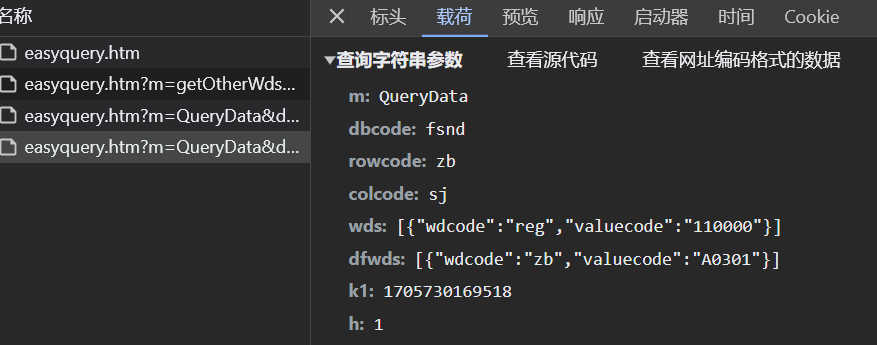 名称
标头 载荷 预览 响应 启动器 时间 Cookie
easyquery.htm
easyquery.htm?m=getOtherWds...
easyquery.htm?m=QueryData&d...
easyquery.htm?m=QueryData&d...
▼查询字符串参数 查看源代码 查看网址编码格式的数据
m: QueryData
dbcode: fsnd
rowcode: zb
colcode: sj
wds: [{"wdcode":"reg","valuecode":"110000"}]
dfwds: [{"wdcode":"zb","valuecode":"A0301"}]
k1: 1705730169518
h: 1